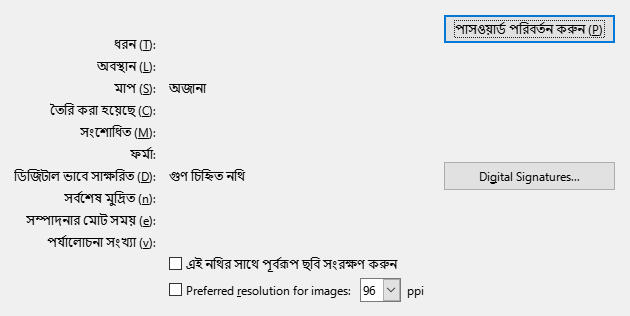 পাসওয়ার্ড পরিবর্তন করুন (P)
ধরন (T):
অবস্থান (L):
মাপ (S): অজানা
তৈরি করা হয়েছে (C):
সংশোধিত (M):
ফর্মা:
ডিজিটাল ভাবে সাক্ষরিত (D): গুণ চিহ্নিত নথি
Digital Signatures...
সর্বশেষ মুদ্রিত (n):
সম্পাদনার মোট সময় (e):
পর্যালোচনা সংখ্যা (v):
এই নথির সাথে পূর্বরূপ ছবি সংরক্ষণ করুন
Preferred resolution for images: 96 ppi